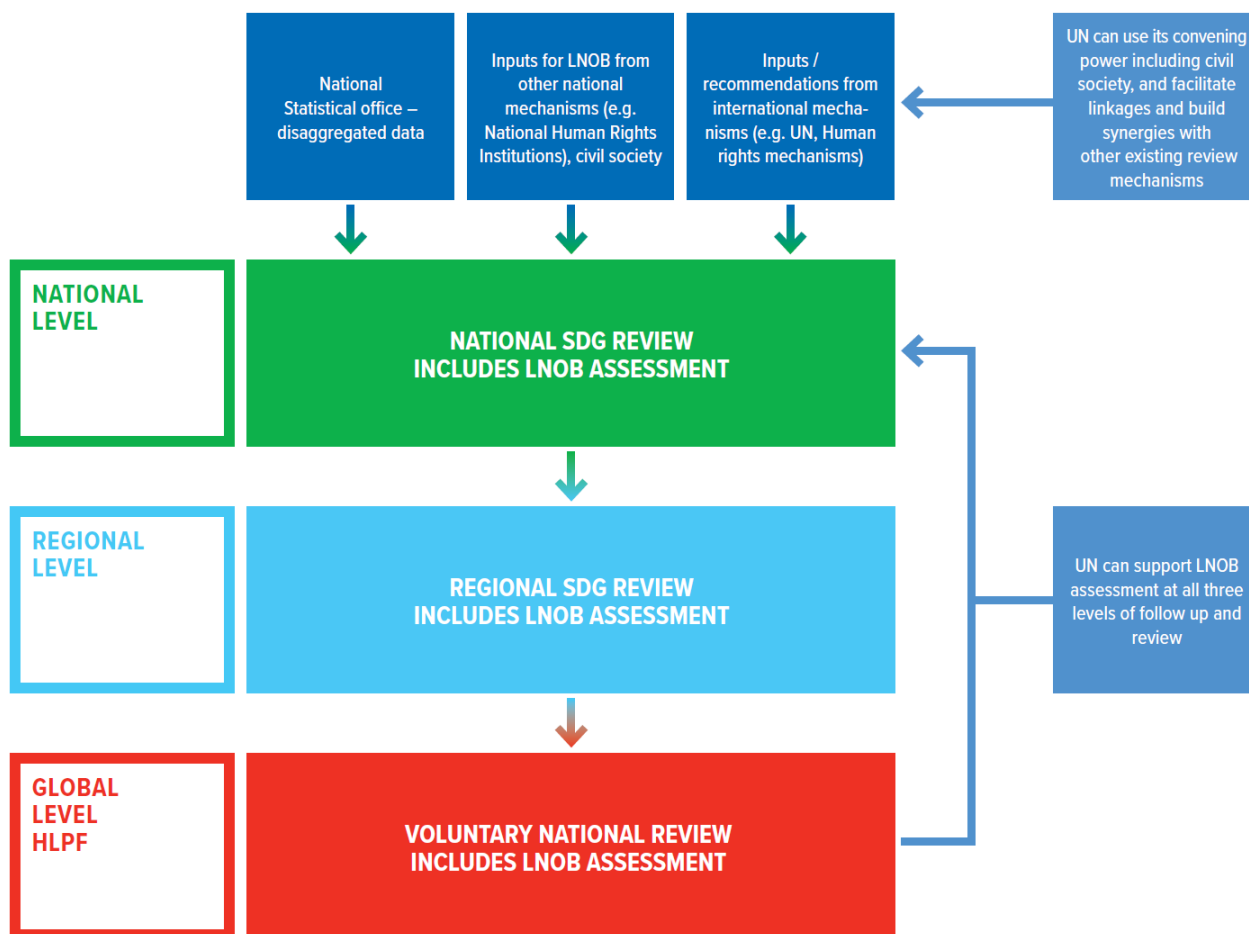 National
Statistical office –
disaggregated data
Inputs for LNOB from
other national
mechanisms (e.g.
National Human Rights
Institutions), civil society
Inputs /
recommendations from
international mecha-
nisms (e.g. UN, Human
rights mechanisms)
UN can use its convening
power including civil
society, and facilitate
linkages and build
synergies with
other existing review
mechanisms
NATIONAL
LEVEL
NATIONAL SDG REVIEW
INCLUDES LNOB ASSESSMENT
REGIONAL
LEVEL
REGIONAL SDG REVIEW
INCLUDES LNOB ASSESSMENT
UN can support LNOB
assessment at all three
levels of follow up and
review
GLOBAL
LEVEL
HLPF
VOLUNTARY NATIONAL REVIEW
INCLUDES LNOB ASSESSMENT